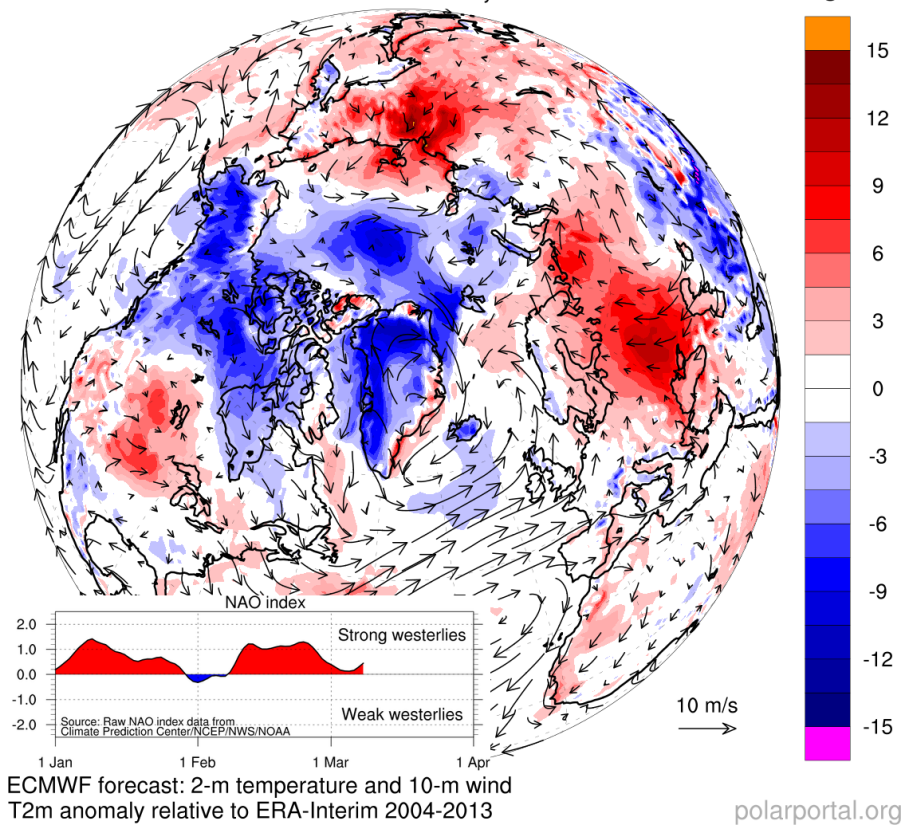 15
12
9
6
3
0
-3
-6
-9
-12
-15
10 m/s
NAO index
2.0
1.0
0.0
-1.0
-2.0
Strong westerlies
Weak westerlies
Source: Raw NAO index data from
Climate Prediction Center/NCEP/NWS/NOAA
1 Jan
1 Feb
1 Mar
1 Apr
ECMWF forecast: 2-m temperature and 10-m wind
T2m anomaly relative to ERA-Interim 2004-2013
polarportal.org